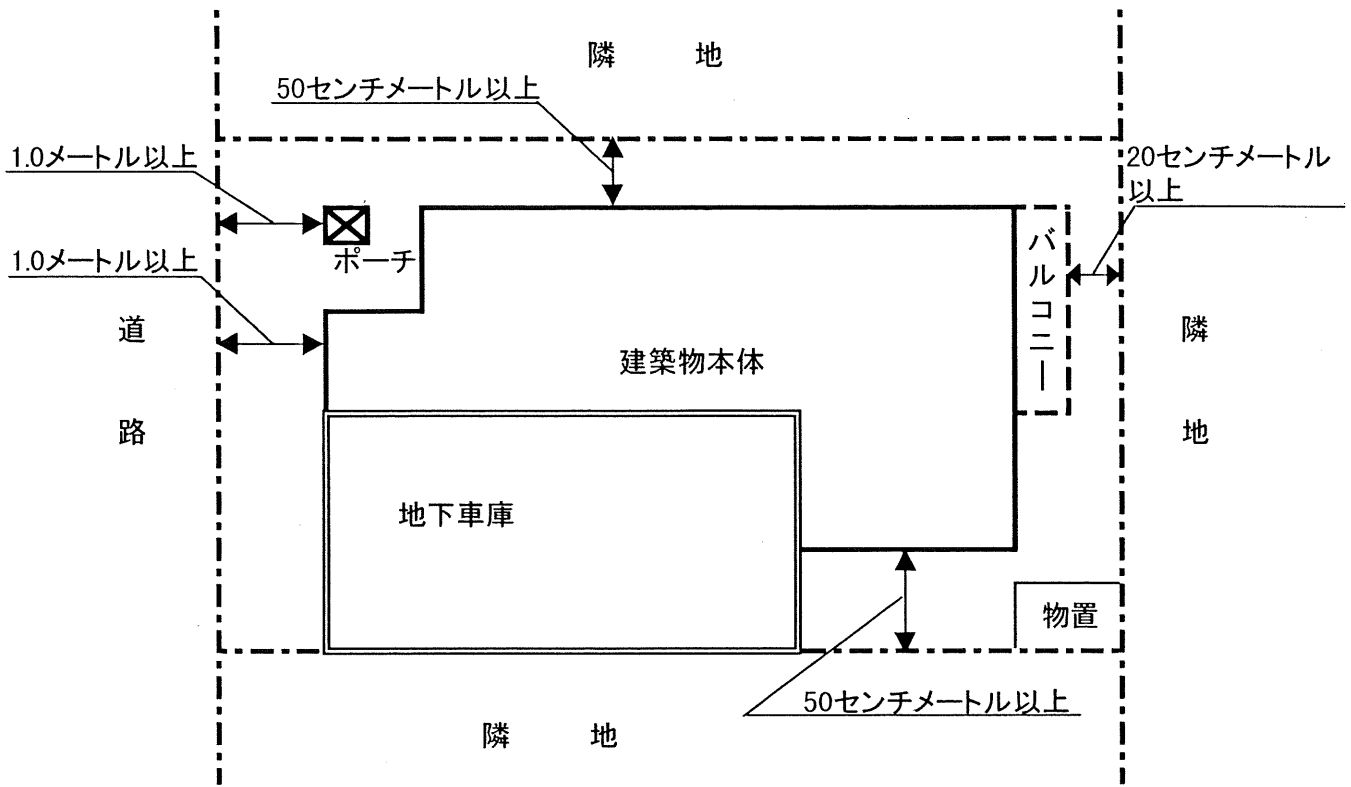 隣地
50センチメートル以上
1.0メートル以上
20センチメートル
以上
ポーチ
バルコニー
1.0メートル以上
道路
隣地
建築物本体
地下車庫
物置
50センチメートル以上
隣地